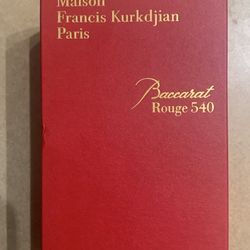 Maison
Francis Kurkdjian
Paris
Baccarat
Rouge 540